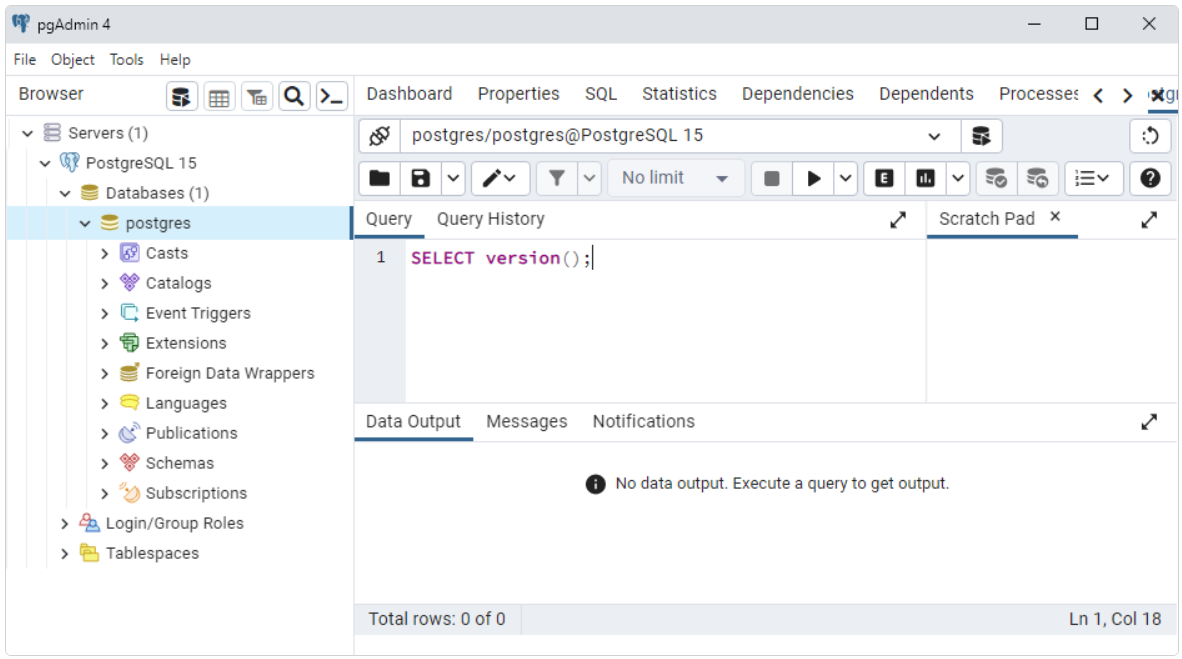 pgAdmin 4
File Object Tools Help
Browser
Dashboard Properties SQL Statistics Dependencies Dependents Processes
Servers (1)
PostgreSQL 15
Databases (1)
postgres
Casts
Catalogs
Event Triggers
Extensions
Foreign Data Wrappers
Languages
Publications
Schemas
Subscriptions
Login/Group Roles
Tablespaces
postgres/postgres@PostgreSQL 15
No limit
E
Query Query History
Scratch Pad
1 SELECT version();
Data Output Messages Notifications
No data output. Execute a query to get output.
Total rows: 0 of 0
Ln 1, Col 18